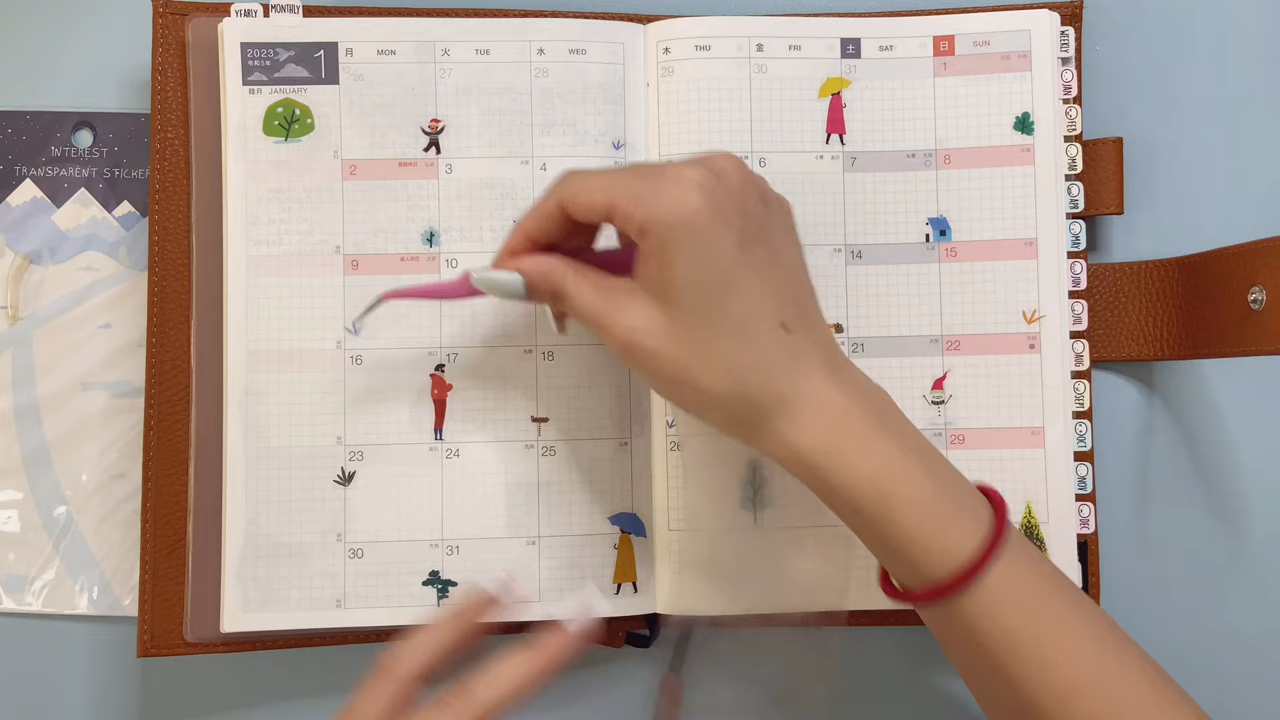 YEARLY
MONTHLY
2023
令和5年
1
睦月 JANUARY
月 MON
火 TUE
水 WED
木 THU
金 FRI
土 SAT
日 SUN
12/26
27
28
29
30
31
1
2
3
4
6
7
8
9
10
14
15
16
17
18
21
22
23
24
25
26
29
30
31
INTEREST
TRANSPARENT STICKER
WEEKLY
JAN
FEB
MAR
APR
MAY
JUN
JUL
AUG
SEPT
OCT
NOV
DEC